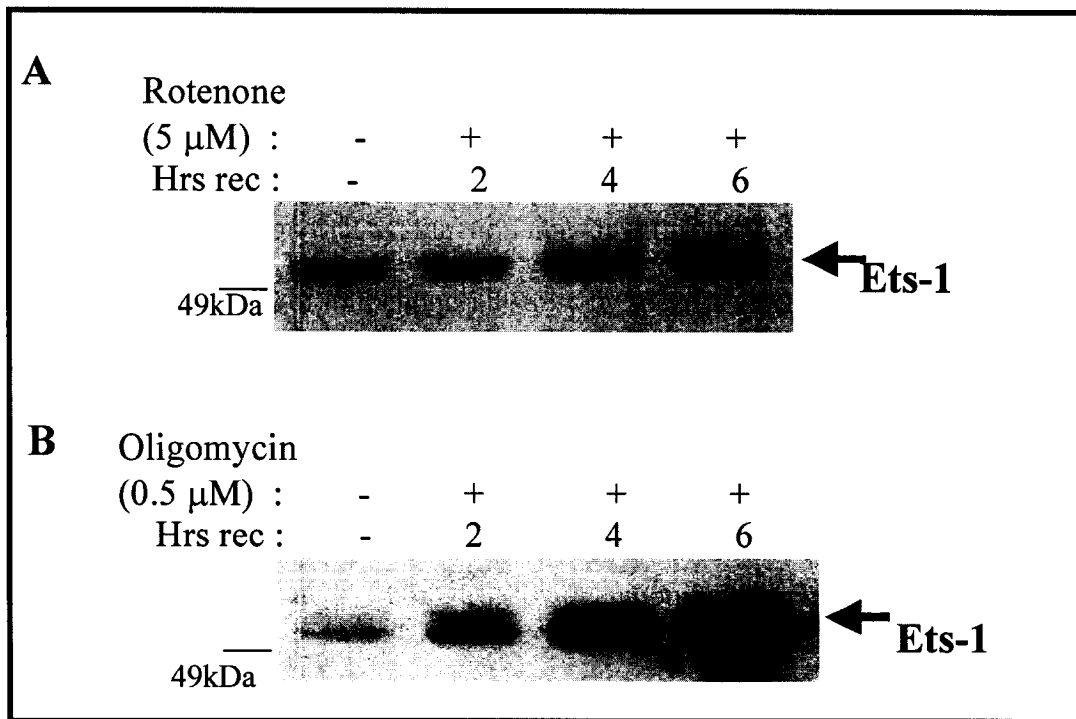 A
Rotenone
(5 µM) : - + + +
Hrs rec : - 2 4 6
49kDa
Ets-1
B
Oligomycin
(0.5 µM) : - + + +
Hrs rec : - 2 4 6
49kDa
Ets-1